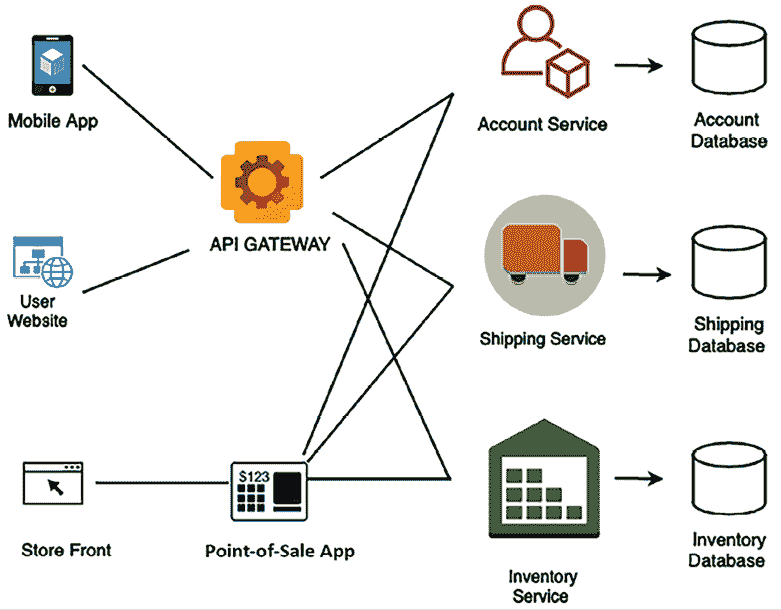 Mobile App
API GATEWAY
User
Website
Store Front
$123
Point-of-Sale App
Account Service
Account
Database
Shipping Service
Shipping
Database
Inventory
Service
Inventory
Database